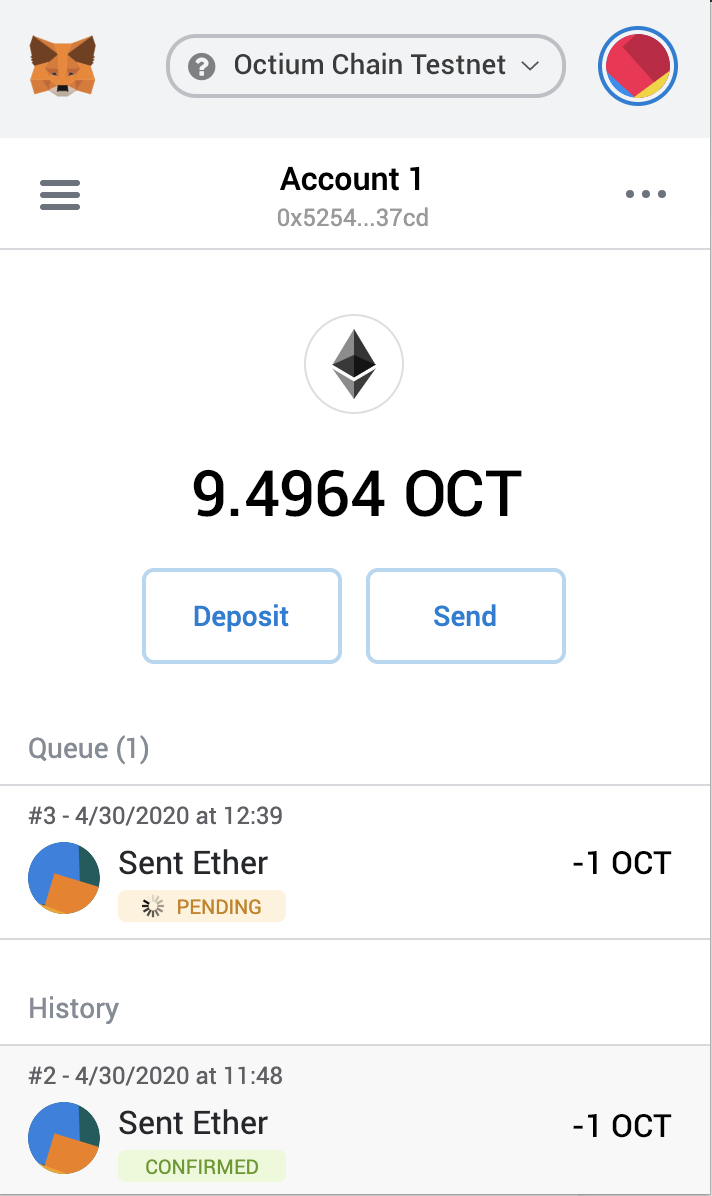 ? Octium Chain Testnet
Account 1
0x5254...37cd
9.4964 OCT
Deposit Send
Queue (1)
#3 - 4/30/2020 at 12:39
Sent Ether -1 OCT
PENDING
History
#2 - 4/30/2020 at 11:48
Sent Ether -1 OCT
CONFIRMED